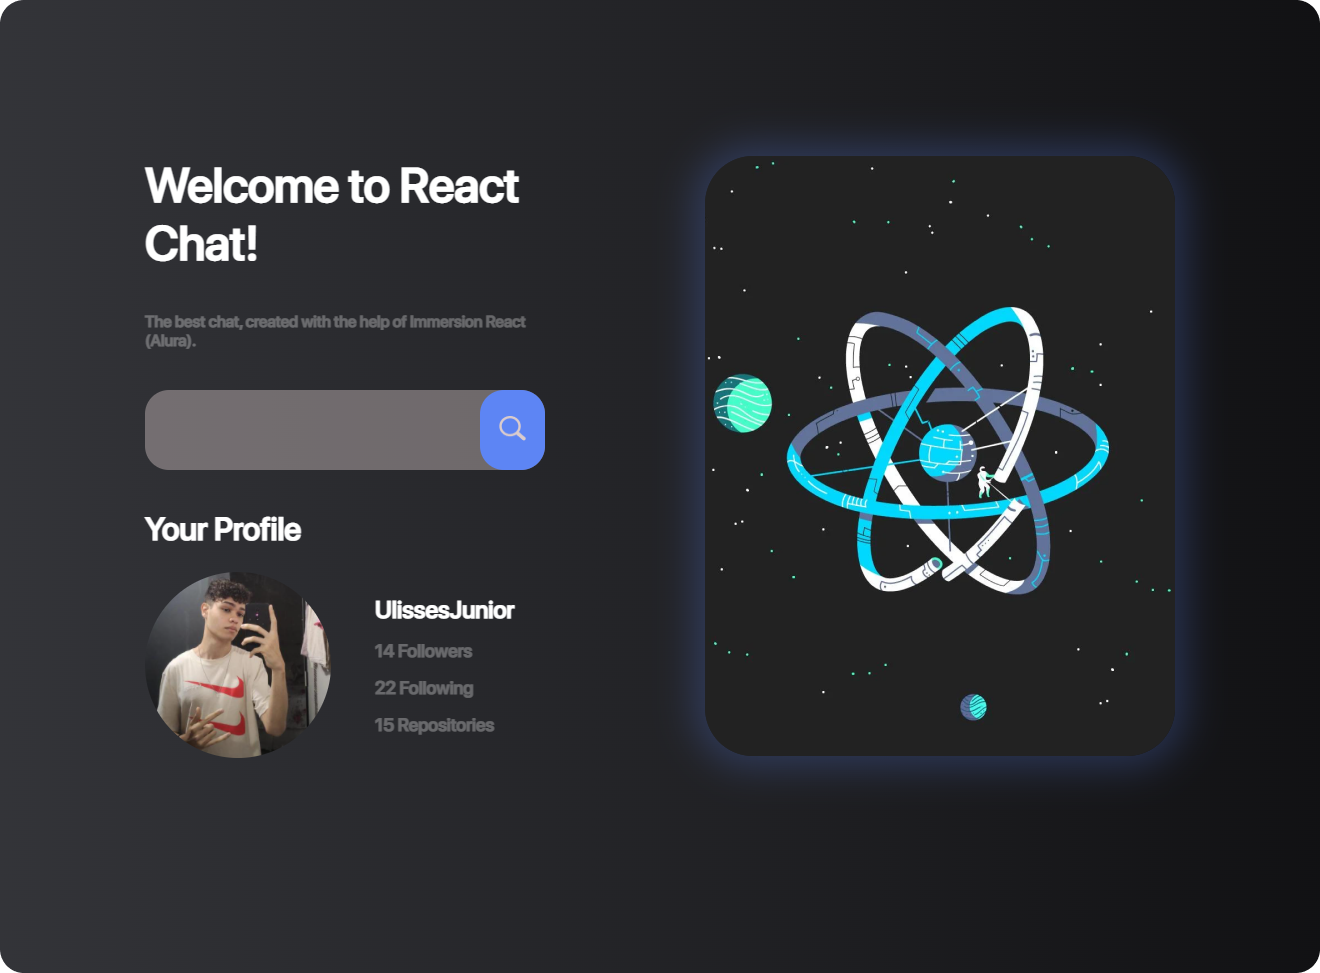 Welcome to React
Chat!
The best chat, created with the help of Immersion React
(Alura).
Your Profile
UlissesJunior
14 Followers
22 Following
15 Repositories